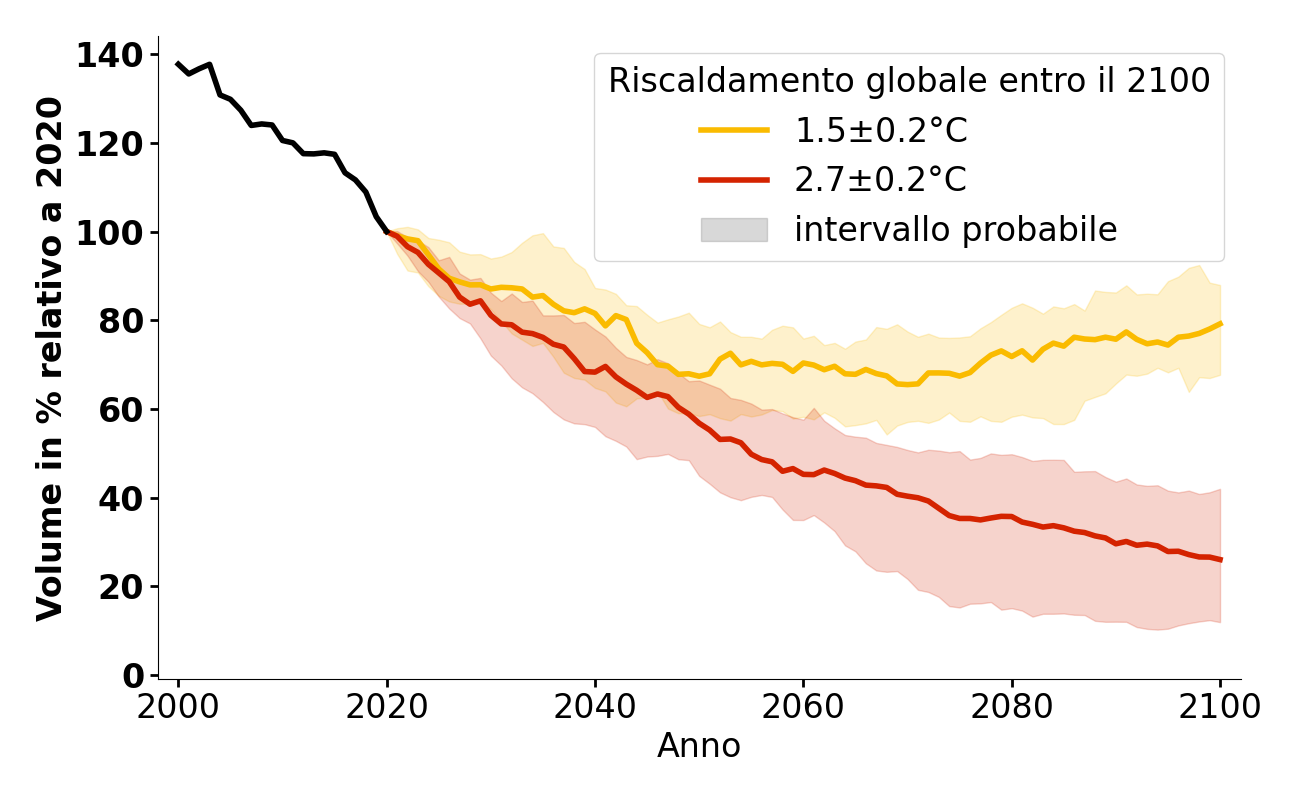 Volume in % relativo a 2020
140
120
100
80
60
40
20
0
Riscaldamento globale entro il 2100
1.5±0.2°C
2.7±0.2°C
intervallo probabile
2000 2020 2040 2060 2080 2100
Anno